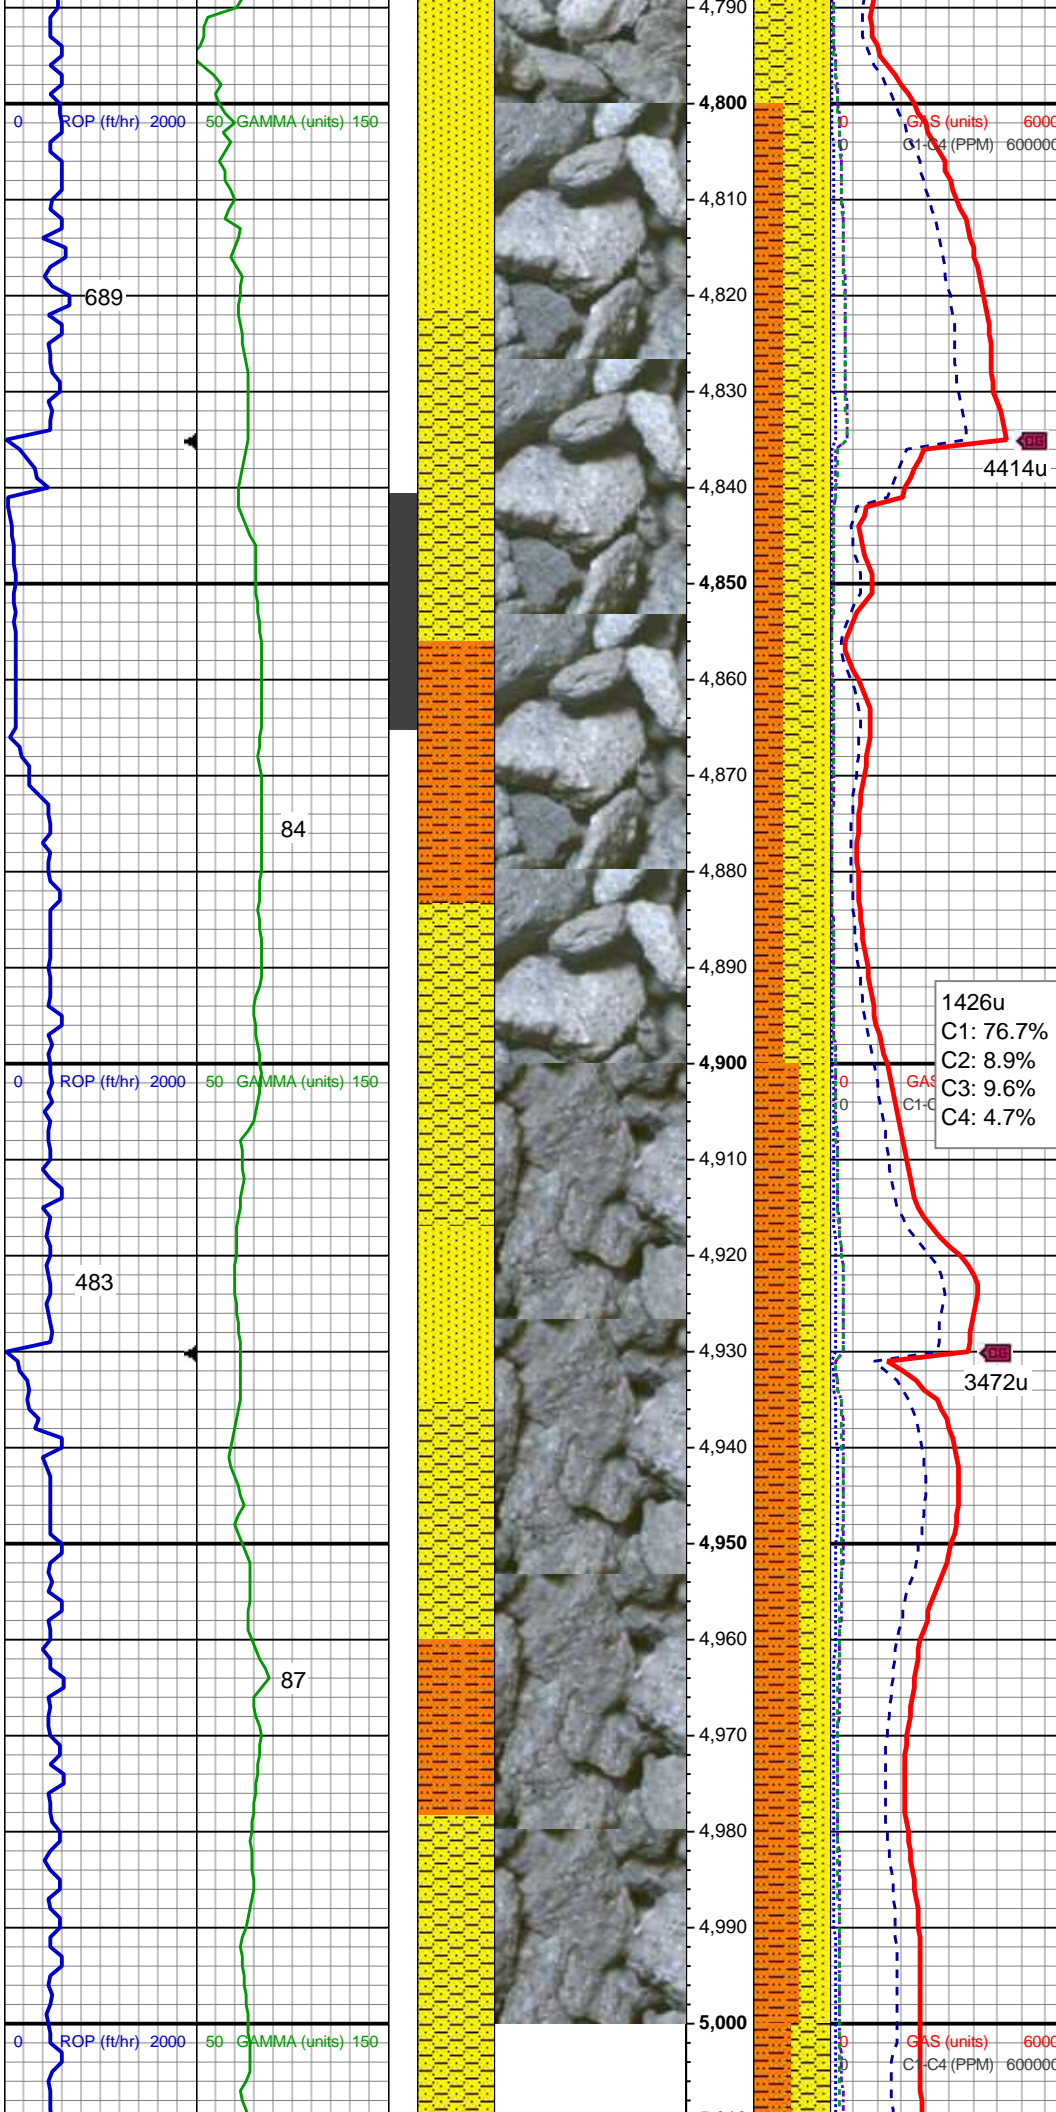 4,790
4,800
0 ROP (ft/hr) 2000 50 GAMMA (units) 150
0 GAS (units) 6000
0 C1-C4 (PPM) 600000
4,810
689
4,820
4,830
CG
4414u
4,840
4,850
4,860
4,870
84
4,880
4,890
1426u
C1: 76.7%
C2: 8.9%
C3: 9.6%
C4: 4.7%
4,900
0 ROP (ft/hr) 2000 50 GAMMA (units) 150
0 GAS
0 C1-C
4,910
4,920
483
4,930
CG
3472u
4,940
4,950
4,960
87
4,970
4,980
4,990
5,000
0 ROP (ft/hr) 2000 50 GAMMA (units) 150
0 GAS (units) 6000
0 C1-C4 (PPM) 600000